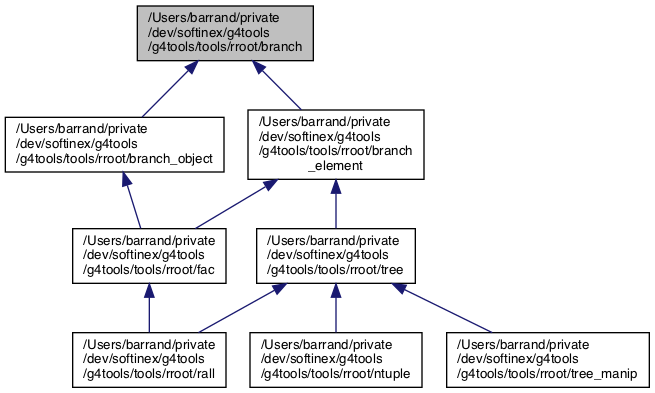 /Users/barrand/private
/dev/softinex/g4tools
/g4tools/tools/rroot/branch
/Users/barrand/private
/dev/softinex/g4tools
/g4tools/tools/rroot/branch_object
/Users/barrand/private
/dev/softinex/g4tools
/g4tools/tools/rroot/branch
_element
/Users/barrand/private
/dev/softinex/g4tools
/g4tools/tools/rroot/fac
/Users/barrand/private
/dev/softinex/g4tools
/g4tools/tools/rroot/tree
/Users/barrand/private
/dev/softinex/g4tools
/g4tools/tools/rroot/rall
/Users/barrand/private
/dev/softinex/g4tools
/g4tools/tools/rroot/ntuple
/Users/barrand/private
/dev/softinex/g4tools
/g4tools/tools/rroot/tree_manip